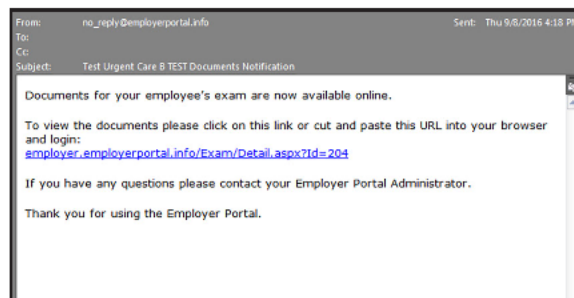 From: no_reply@employerportal.info Sent: Thu 9/8/2016 4:18 PM
To:
Cc:
Subject: Test Urgent Care B TEST Documents Notification
Documents for your employee's exam are now available online.
To view the documents please click on this link or cut and paste this URL into your browser
and login:
employer.employerportal.info/Exam/Detail.aspx?Id=204
If you have any questions please contact your Employer Portal Administrator.
Thank you for using the Employer Portal.